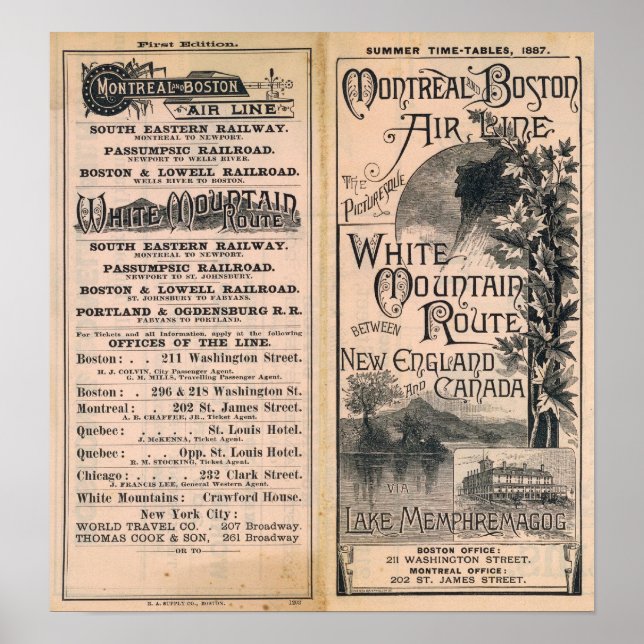 First Edition.
MONTREAL AND BOSTON
AIR LINE
SOUTH EASTERN RAILWAY.
MONTREAL TO NEWPORT.
PASSUMPSIC RAILROAD.
NEWPORT TO WELLS RIVER.
BOSTON & LOWELL RAILROAD.
WELLS RIVER TO BOSTON.
WHITE MOUNTAIN
ROUTE
SOUTH EASTERN RAILWAY.
MONTREAL TO NEWPORT.
PASSUMPSIC RAILROAD.
NEWPORT TO ST. JOHNSBURY.
BOSTON & LOWELL RAILROAD.
ST. JOHNSBURY TO FABYANS.
PORTLAND & OGDENSBURG R. R.
FABYANS TO PORTLAND.
For Tickets and all Information, apply at the following
OFFICES OF THE LINE.
Boston: . . 211 Washington Street.
H. J. COLVIN, City Passenger Agent.
G. M. MILLS, Travelling Passenger Agent.
Boston: . 296 & 218 Washington St.
Montreal: . 202 St. James Street.
A. E. CHAFFEE, JR., Ticket Agent.
Quebec: . . . St. Louis Hotel.
J. McKENNA, Ticket Agent.
Quebec: . . Opp. St. Louis Hotel.
R. M. STOCKING, Ticket Agent.
Chicago: . . . . 232 Clark Street.
J. FRANCIS LEE, General Western Agent.
White Mountains: Crawford House.
New York City:
WORLD TRAVEL CO. . 207 Broadway.
THOMAS COOK & SON, 261 Broadway
OR TO
R. A. SUPPLY CO., BOSTON. 1203
SUMMER TIME-TABLES, 1887.
MONTREAL AND BOSTON
AIR LINE
THE
PICTURESQUE
WHITE
MOUNTAIN
ROUTE
BETWEEN
NEW ENGLAND
AND CANADA
VIA
LAKE MEMPHREMAGOG
BOSTON OFFICE:
211 WASHINGTON STREET.
MONTREAL OFFICE:
202 ST. JAMES STREET.